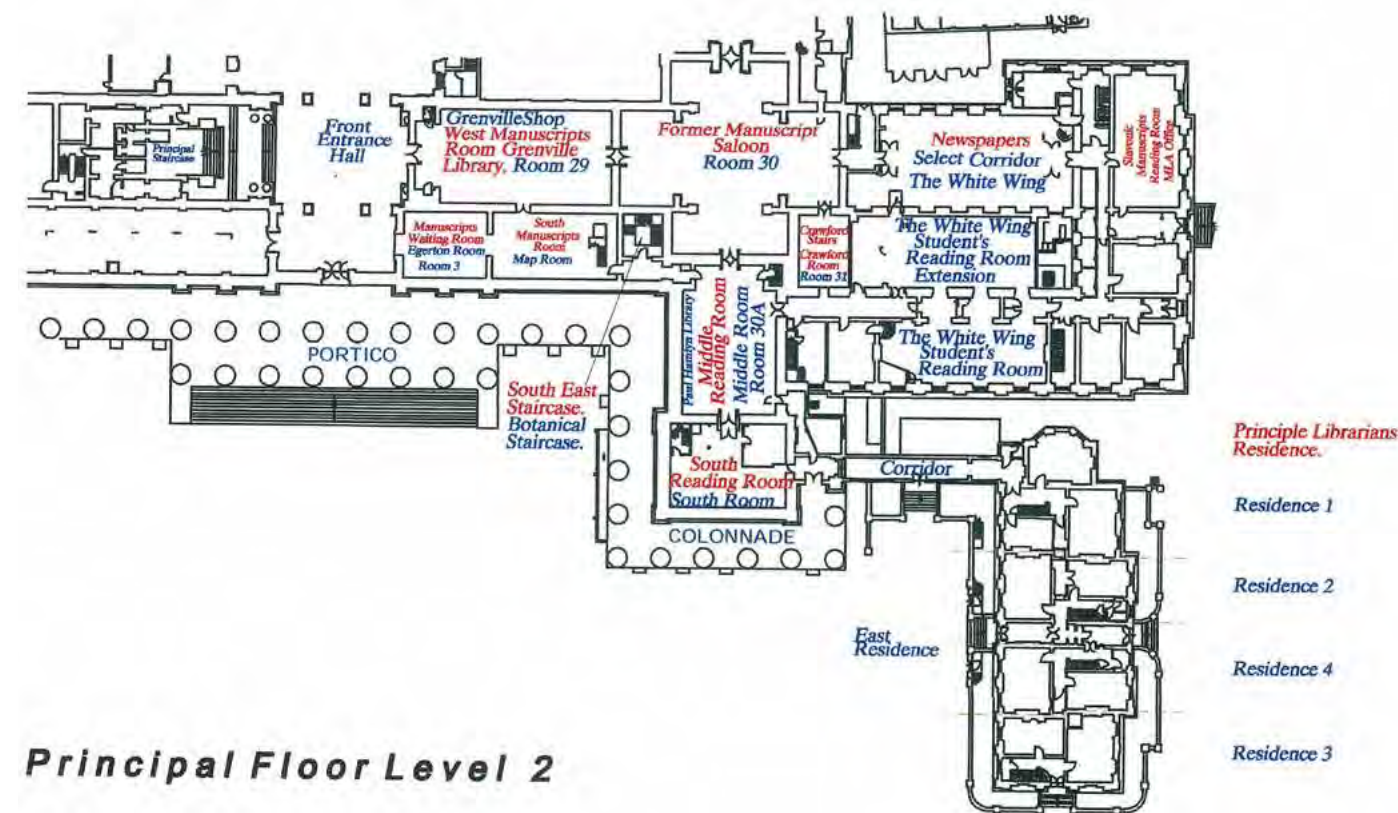 Front
Entrance
Hall
Principal
Staircase
GrenvilleShop
West Manuscripts
Room Grenville
Library. Room 29
Former Manuscript
Saloon
Room 30
Newspapers
Select Corridor
The White Wing
Slavonic
Manuscripts
Reading Room
MLA Office
Manuscripts
Waiting Room
Egerton Room
Room 3
South
Manuscripts
Room
Map Room
Crawford
Stairs
Crawford
Room
Room 31
The White Wing
Student's
Reading Room
Extension
Paul Hamlyn Library
Middle
Reading Room
Middle Room
Room 30A
The White Wing
Student's
Reading Room
PORTICO
South East
Staircase.
Botanical
Staircase.
South
Reading Room
South Room
Corridor
COLONNADE
Principle Librarians
Residence.
Residence 1
Residence 2
East
Residence
Residence 4
Residence 3
Principal Floor Level 2